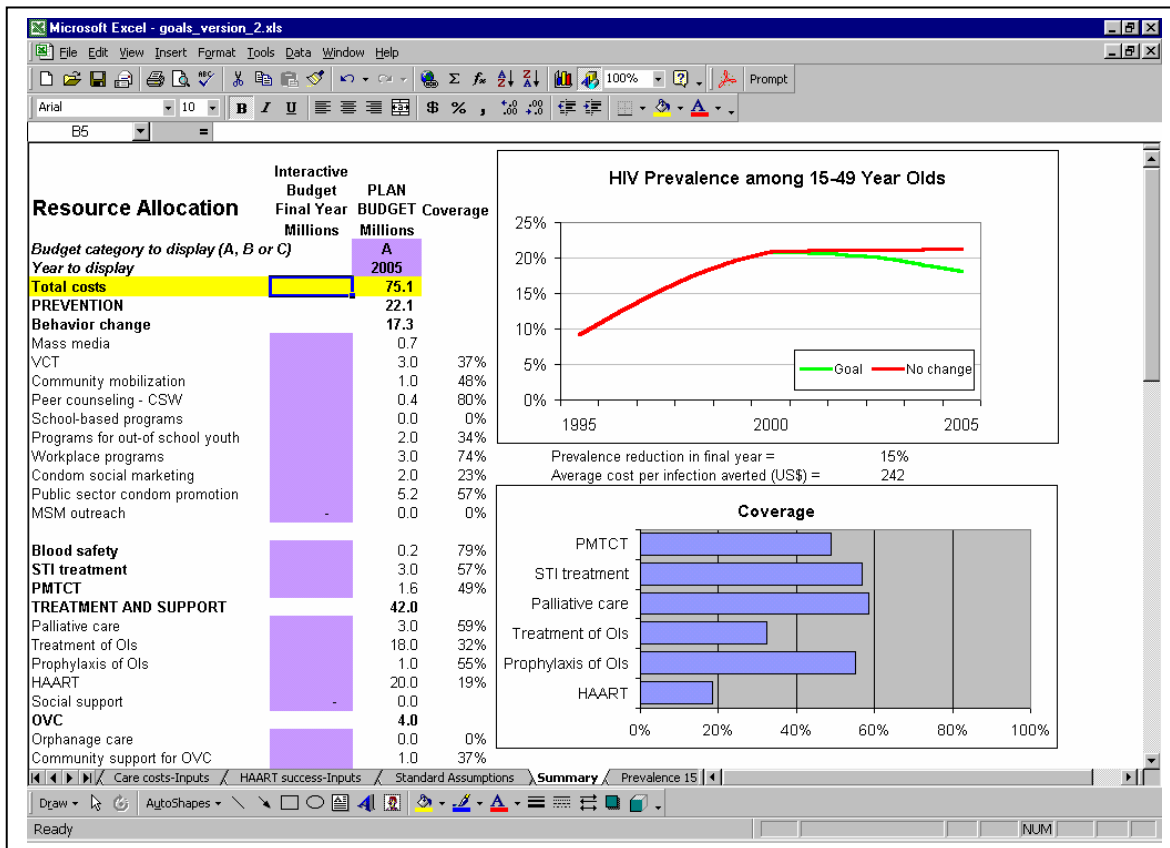 Microsoft Excel - goals_version_2.xls
File Edit View Insert Format Tools Data Window Help
100% Prompt
Arial 10 B I U $ % ,
B5 =
Interactive Budget Final Year Millions
PLAN BUDGET Millions
Coverage
Resource Allocation
Budget category to display (A, B or C) A
Year to display 2005
Total costs 75.1
PREVENTION 22.1
Behavior change 17.3
Mass media 0.7
VCT 3.0 37%
Community mobilization 1.0 48%
Peer counseling - CSW 0.4 80%
School-based programs 0.0 0%
Programs for out-of school youth 2.0 34%
Workplace programs 3.0 74%
Condom social marketing 2.0 23%
Public sector condom promotion 5.2 57%
MSM outreach - 0.0 0%
Blood safety 0.2 79%
STI treatment 3.0 57%
PMTCT 1.6 49%
TREATMENT AND SUPPORT 42.0
Palliative care 3.0 59%
Treatment of OIs 18.0 32%
Prophylaxis of OIs 1.0 55%
HAART 20.0 19%
Social support - 0.0
OVC 4.0
Orphanage care 0.0 0%
Community support for OVC 1.0 37%
HIV Prevalence among 15-49 Year Olds
25%
20%
15%
10%
5%
0%
Goal No change
1995 2000 2005
Prevalence reduction in final year = 15%
Average cost per infection averted (US$) = 242
Coverage
PMTCT
STI treatment
Palliative care
Treatment of OIs
Prophylaxis of OIs
HAART
0% 20% 40% 60% 80% 100%
Care costs-Inputs HAART success-Inputs Standard Assumptions Summary Prevalence 15
Draw AutoShapes
Ready NUM